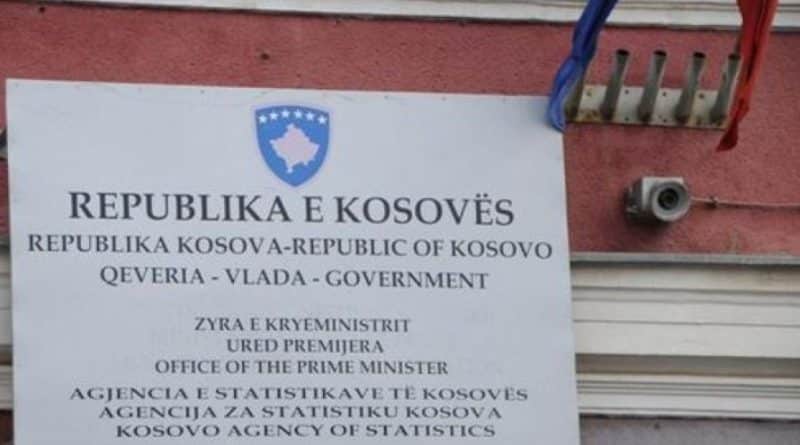 REPUBLIKA E KOSOVËS
REPUBLIKA KOSOVA-REPUBLIC OF KOSOVO
QEVERIA - VLADA - GOVERNMENT
ZYRA E KRYEMINISTRIT
URED PREMIJERA
OFFICE OF THE PRIME MINISTER
AGJENCIA E STATISTIKAVE TË KOSOVËS
AGENCIJA ZA STATISTIKU KOSOVA
KOSOVO AGENCY OF STATISTICS